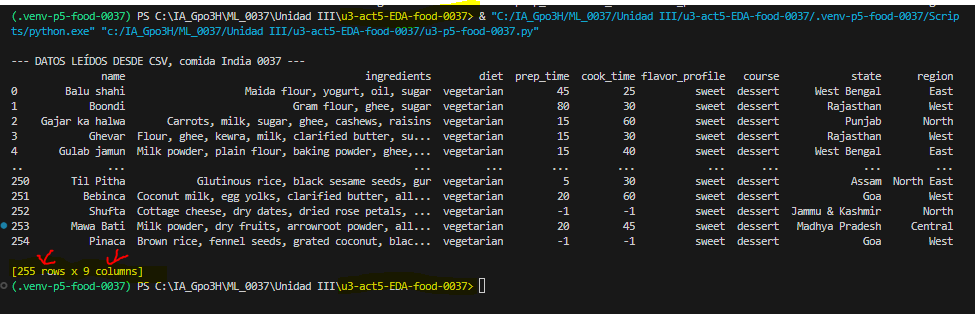 (.venv-p5-food-0037) PS C:\IA_Gpo3H\ML_0037\Unidad III\u3-act5-EDA-food-0037> & "C:/IA_Gpo3H/ML_0037/Unidad III/u3-act5-EDA-food-0037/.venv-p5-food-0037/Scrip
ts/python.exe" "c:/IA_Gpo3H/ML_0037/Unidad III/u3-act5-EDA-food-0037/u3-p5-food-0037.py"
--- DATOS LEÍDOS DESDE CSV, comida India 0037 ---
name ingredients diet prep_time cook_time flavor_profile course state region
0 Balu shahi Maida flour, yogurt, oil, sugar vegetarian 45 25 sweet dessert West Bengal East
1 Boondi Gram flour, ghee, sugar vegetarian 80 30 sweet dessert Rajasthan West
2 Gajar ka halwa Carrots, milk, sugar, ghee, cashews, raisins vegetarian 15 60 sweet dessert Punjab North
3 Ghevar Flour, ghee, kewra, milk, clarified butter, su... vegetarian 15 30 sweet dessert Rajasthan West
4 Gulab jamun Milk powder, plain flour, baking powder, ghee,... vegetarian 15 40 sweet dessert West Bengal East
.. ... ... ... ... ... ... ... ... ...
250 Til Pitha Glutinous rice, black sesame seeds, gur vegetarian 5 30 sweet dessert Assam North East
251 Bebinca Coconut milk, egg yolks, clarified butter, all... vegetarian 20 60 sweet dessert Goa West
252 Shufta Cottage cheese, dry dates, dried rose petals, ... vegetarian -1 -1 sweet dessert Jammu & Kashmir North
253 Mawa Bati Milk powder, dry fruits, arrowroot powder, all... vegetarian 20 45 sweet dessert Madhya Pradesh Central
254 Pinaca Brown rice, fennel seeds, grated coconut, blac... vegetarian -1 -1 sweet dessert Goa West
[255 rows x 9 columns]
(.venv-p5-food-0037) PS C:\IA_Gpo3H\ML_0037\Unidad III\u3-act5-EDA-food-0037>